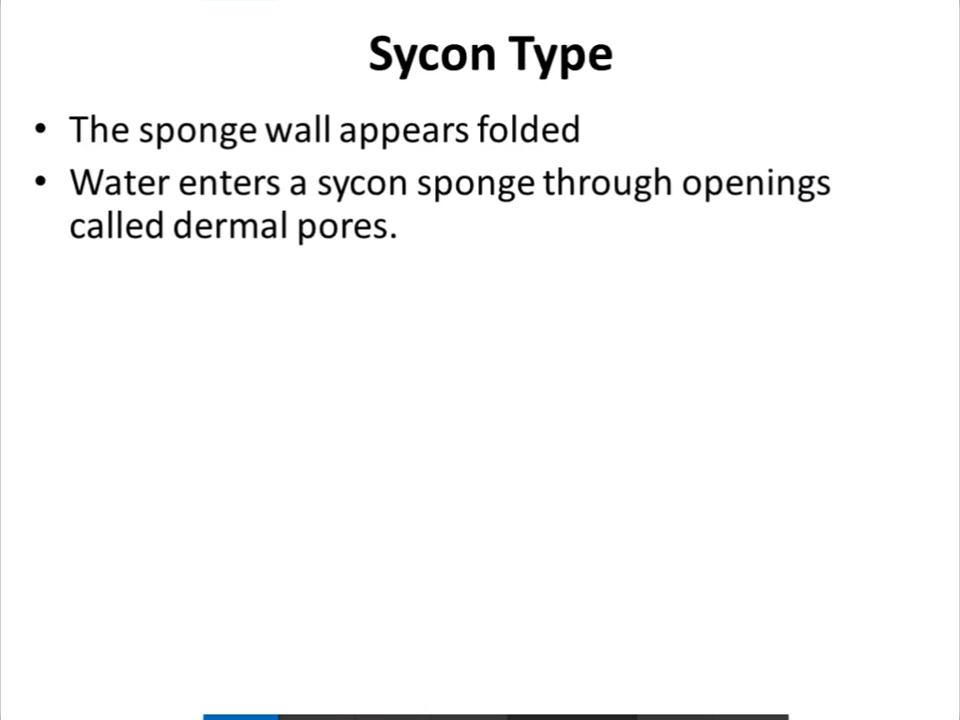 Sycon Type
• The sponge wall appears folded
• Water enters a sycon sponge through openings
called dermal pores.